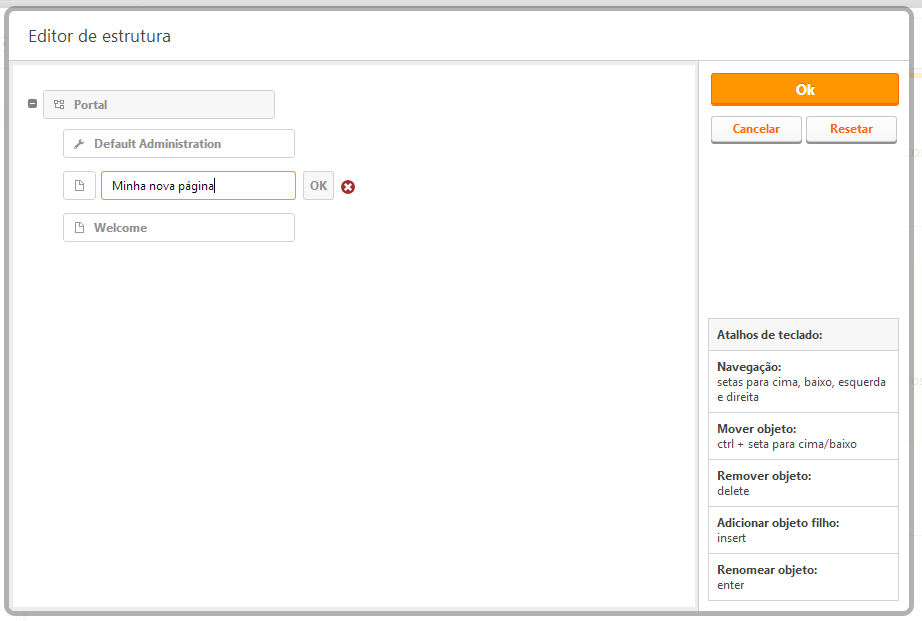 Editor de estrutura
Portal
Default Administration
Minha nova página
OK
Welcome
Ok
Cancelar
Resetar
Atalhos de teclado:
Navegação:
setas para cima, baixo, esquerda
e direita
Mover objeto:
ctrl + seta para cima/baixo
Remover objeto:
delete
Adicionar objeto filho:
insert
Renomear objeto:
enter